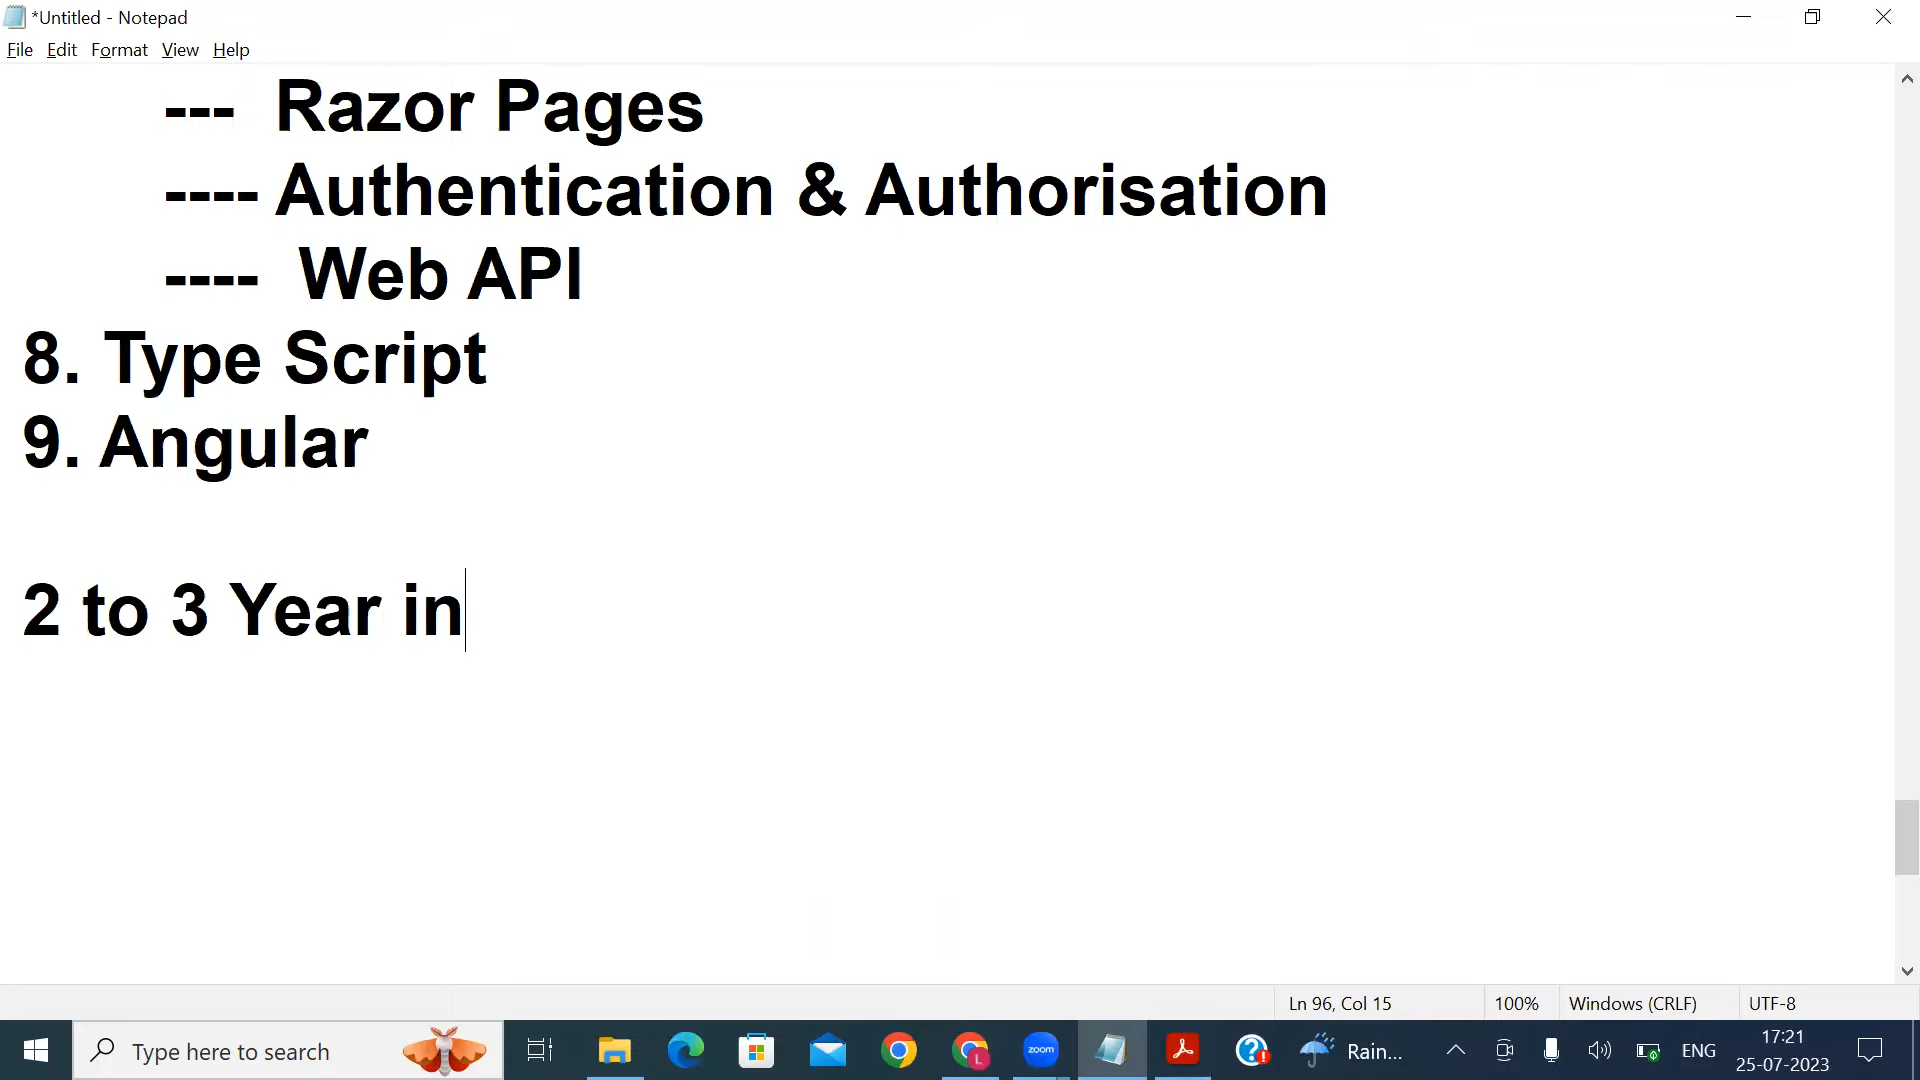 *Untitled - Notepad
File Edit Format View Help
--- Razor Pages
---- Authentication & Authorisation
---- Web API
8. Type Script
9. Angular
2 to 3 Year in
Ln 96, Col 15
100%
Windows (CRLF)
UTF-8
Type here to search
zoom
L
Rain...
ENG
17:21
25-07-2023